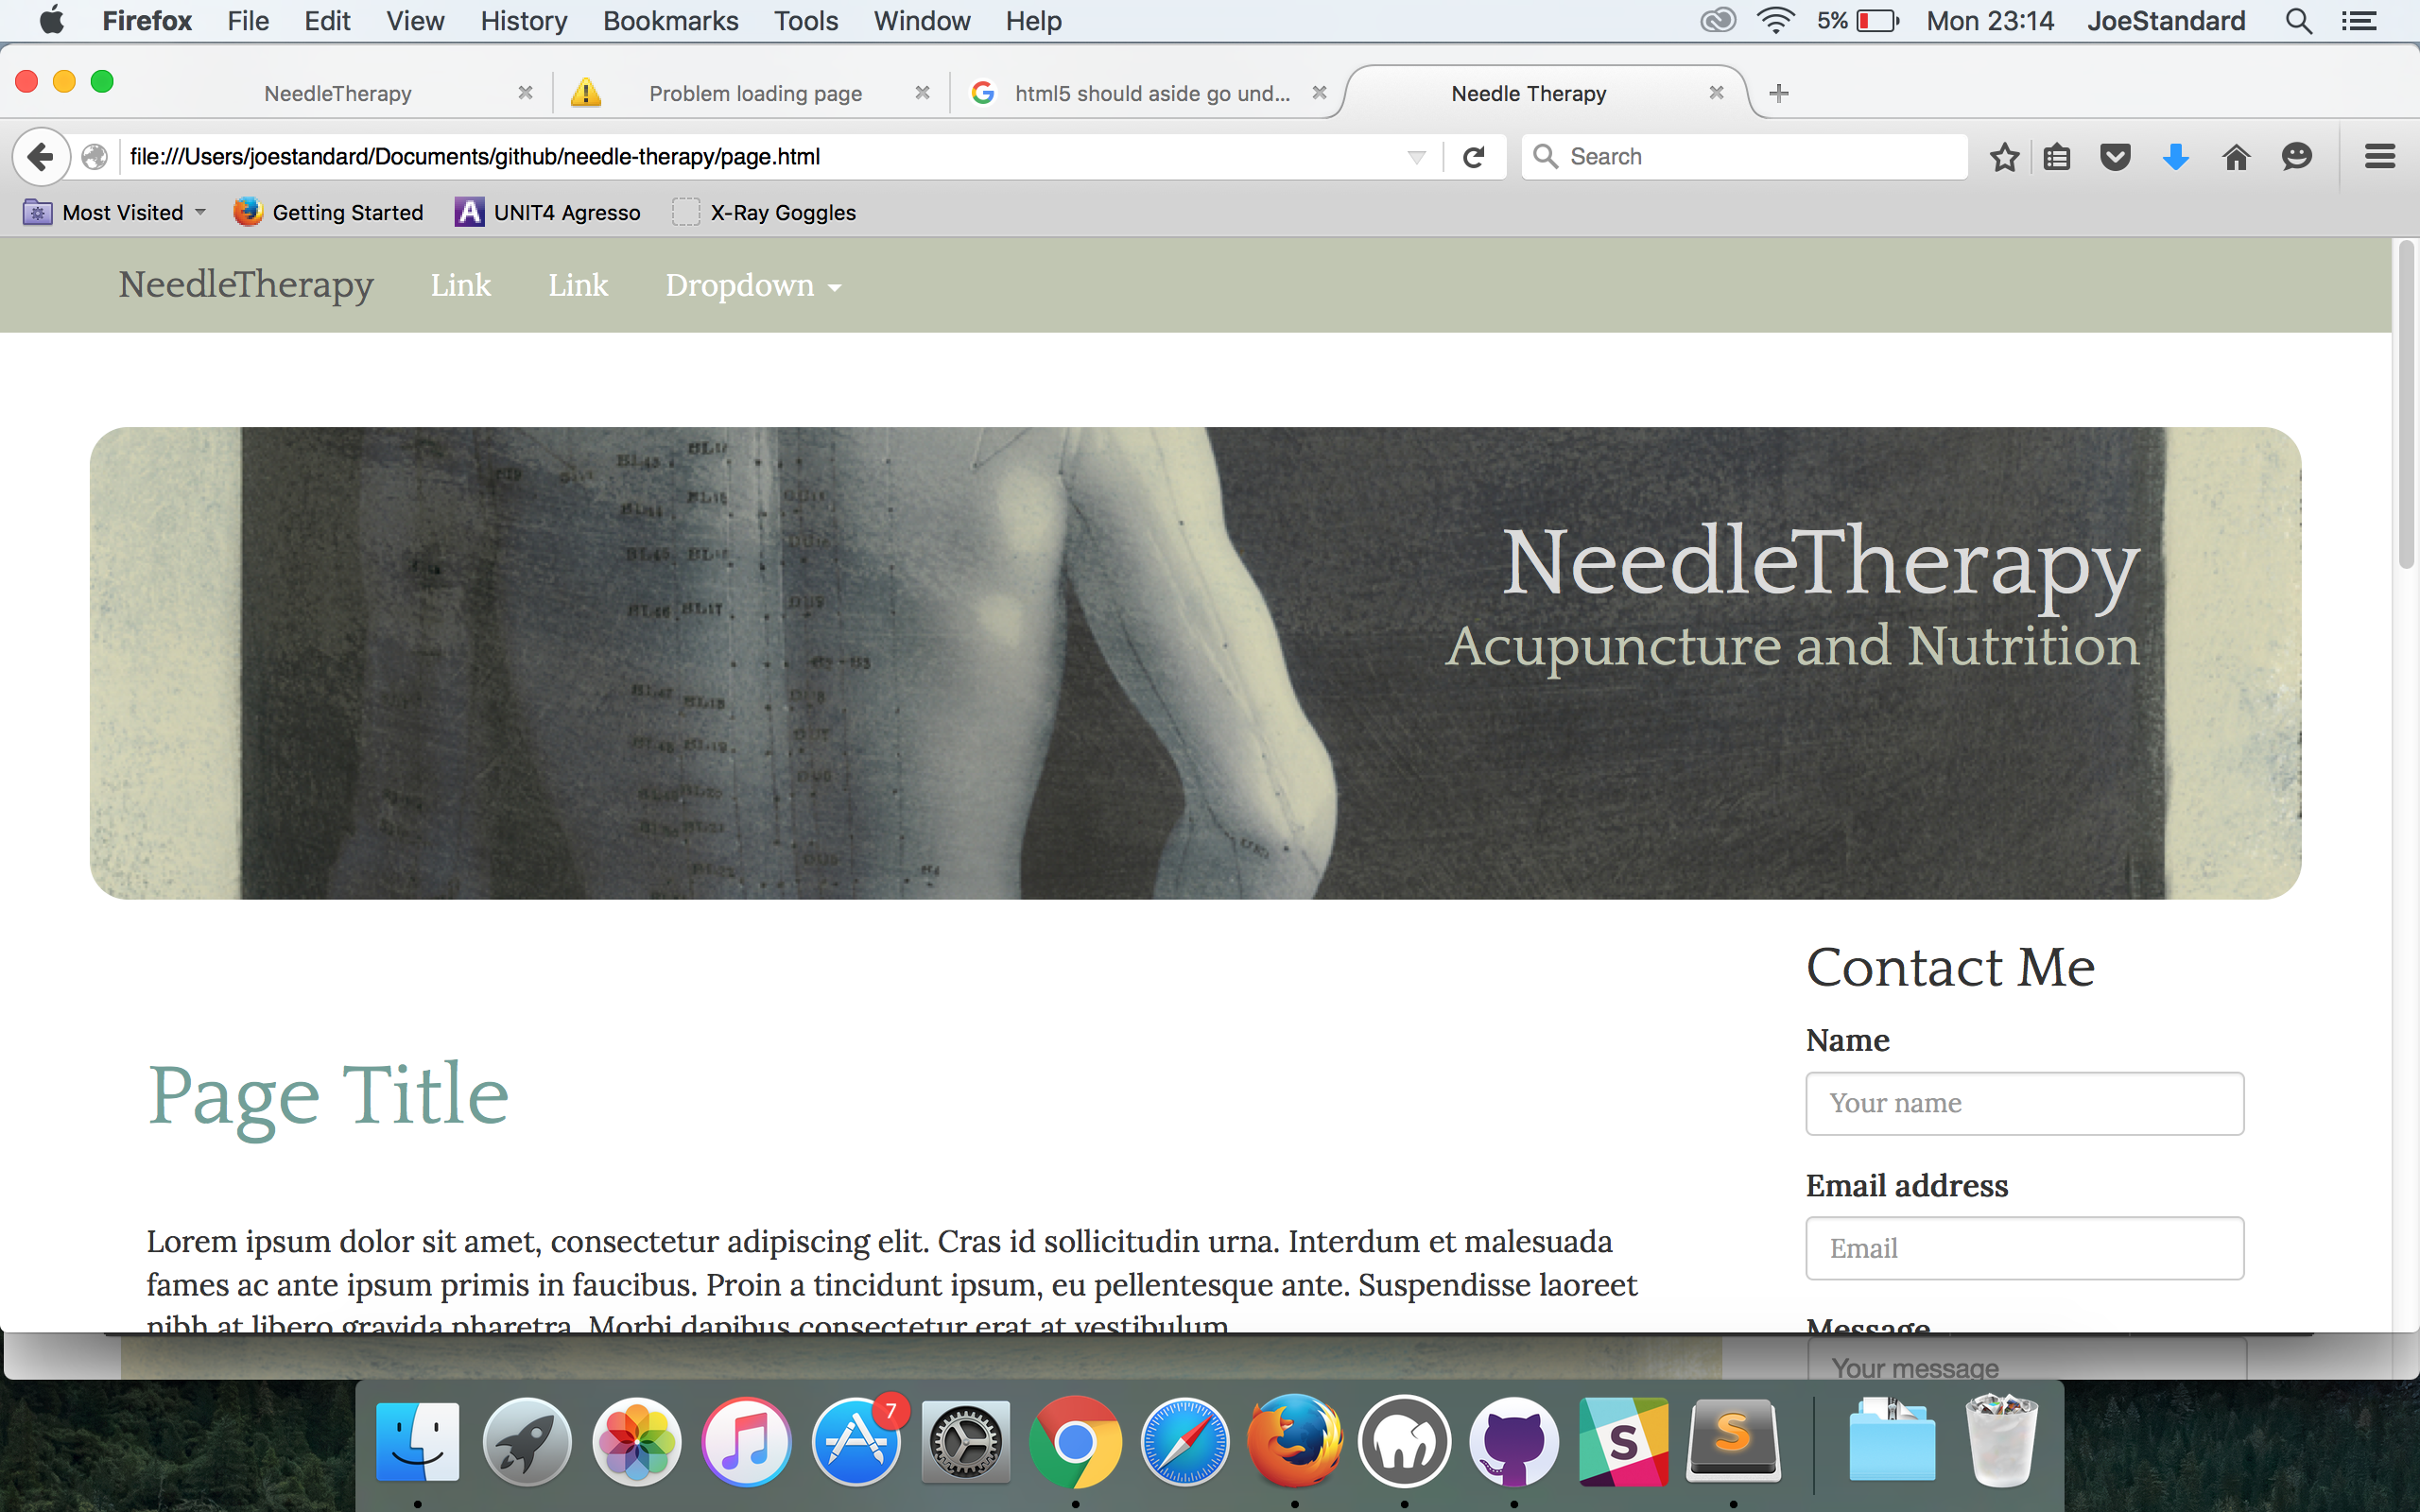 Firefox File Edit View History Bookmarks Tools Window Help 5% Mon 23:14 JoeStandard
NeedleTherapy Problem loading page html5 should aside go und... Needle Therapy
file:///Users/joestandard/Documents/github/needle-therapy/page.html Search
Most Visited Getting Started UNIT4 Agresso X-Ray Goggles
NeedleTherapy Link Link Dropdown
NeedleTherapy
Acupuncture and Nutrition
BL17
Contact Me
Name
Your name
Page Title
Email address
Lorem ipsum dolor sit amet, consectetur adipiscing elit. Cras id sollicitudin urna. Interdum et malesuada
Email
fames ac ante ipsum primis in faucibus. Proin a tincidunt ipsum, eu pellentesque ante. Suspendisse laoreet
nibh at libero gravida pharetra. Morbi dapibus consectetur erat at vestibulum.
Message
Your message
7